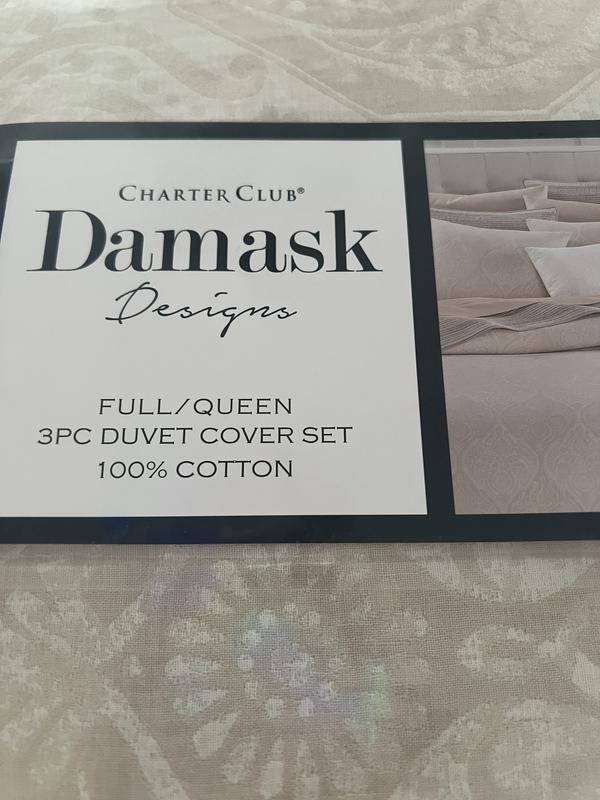 CHARTER CLUB®
Damask
Designs
FULL/QUEEN
3PC DUVET COVER SET
100% COTTON